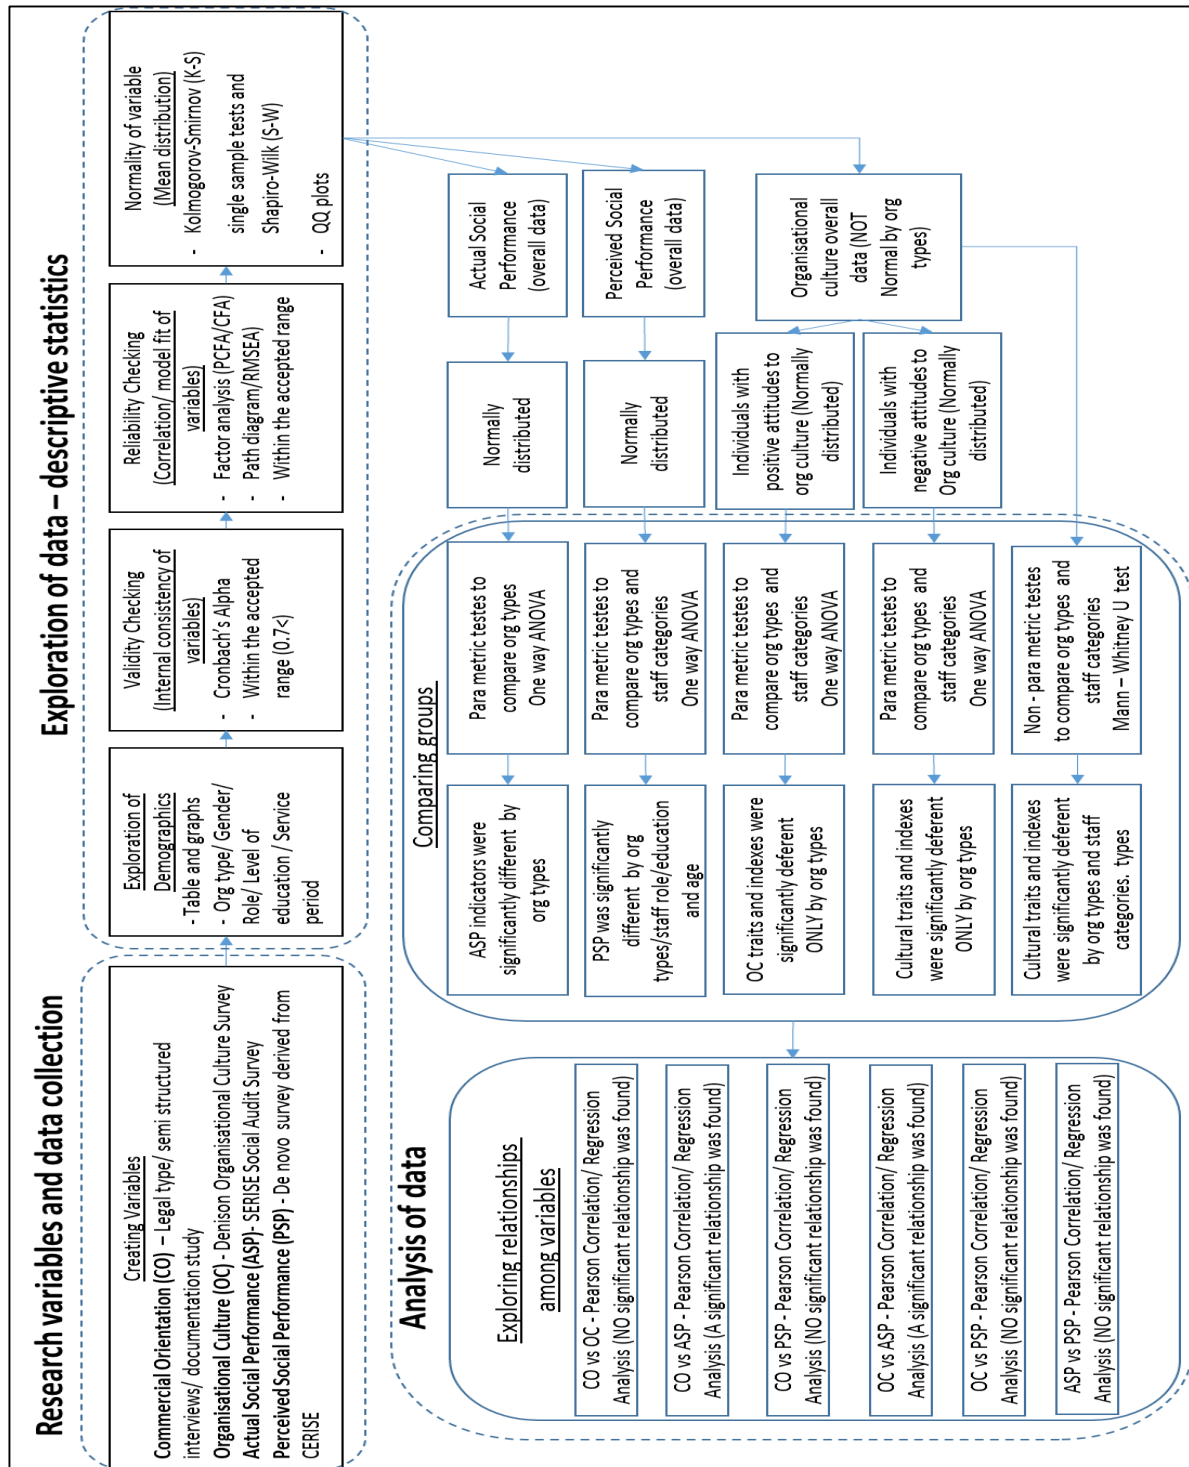 Research variables and data collection
Creating Variables
Commercial Orientation (CO) – Legal type/ semi structured
interviews/ documentation study
Organisational Culture (OC) - Denison Organisational Culture Survey
Actual Social Performance (ASP)- SERISE Social Audit Survey
Perceived Social Performance (PSP) - De novo survey derived from
CERISE
Exploration of data – descriptive statistics
Exploration of
Demographics
- Table and graphs
- Org type/ Gender/
Role/ Level of
education / Service
period
Validity Checking
(Internal consistency of
variables)
- Cronbach's Alpha
- Within the accepted
range (0.7<)
Reliability Checking
(Correlation/ model fit of
variables)
- Factor analysis (PCFA/CFA)
- Path diagram/RNSEA)
- Within the accepted range
Normality of variable
(Mean distribution)
- Kolmogorov-Smirnov (K-S)
single sample tests and
Shapiro-Wilk (S-W)
- QQ plots
Actual Social
Performance
(overall data)
Perceived Social
Performance
(overall data)
Organisational
culture overall
data (NOT
Normal by org
types)
Normally
distributed
Normally
distributed
Individuals with
positive attitudes to
org culture (Normally
distributed)
Individuals with
negative attitudes to
Org culture (Normally
distributed)
Analysis of data
Comparing groups
Para metric testes to
compare org types
One way ANOVA
Para metric testes to
compare org types and
staff categories
One way ANOVA
Para metric testes to
compare org types and
staff categories
One way ANOVA
Para metric testes to
compare org types and
staff categories
One way ANOVA
Non - para metric testes
to compare org types and
staff categories
Mann – Whitney U test
ASP indicators were
significantly different by
org types
PSP was significantly
different by org
types/staff role/education
and age
OC traits and indexes were
significantly deferent
ONLY by org types
Cultural traits and indexes
were significantly deferent
ONLY by org types
Cultural traits and indexes
were significantly deferent
by org types and staff
categories. types
Exploring relationships
among variables
CO vs OC - Pearson Correlation/ Regression
Analysis (NO significant relationship was found)
CO vs ASP - Pearson Correlation/ Regression
Analysis (A significant relationship was found)
CO vs PSP - Pearson Correlation/ Regression
Analysis (NO significant relationship was found)
OC vs ASP - Pearson Correlation/ Regression
Analysis (A significant relationship was found)
OC vs PSP - Pearson Correlation/ Regression
Analysis (NO significant relationship was found)
ASP vs PSP - Pearson Correlation/ Regression
Analysis (NO significant relationship was found)